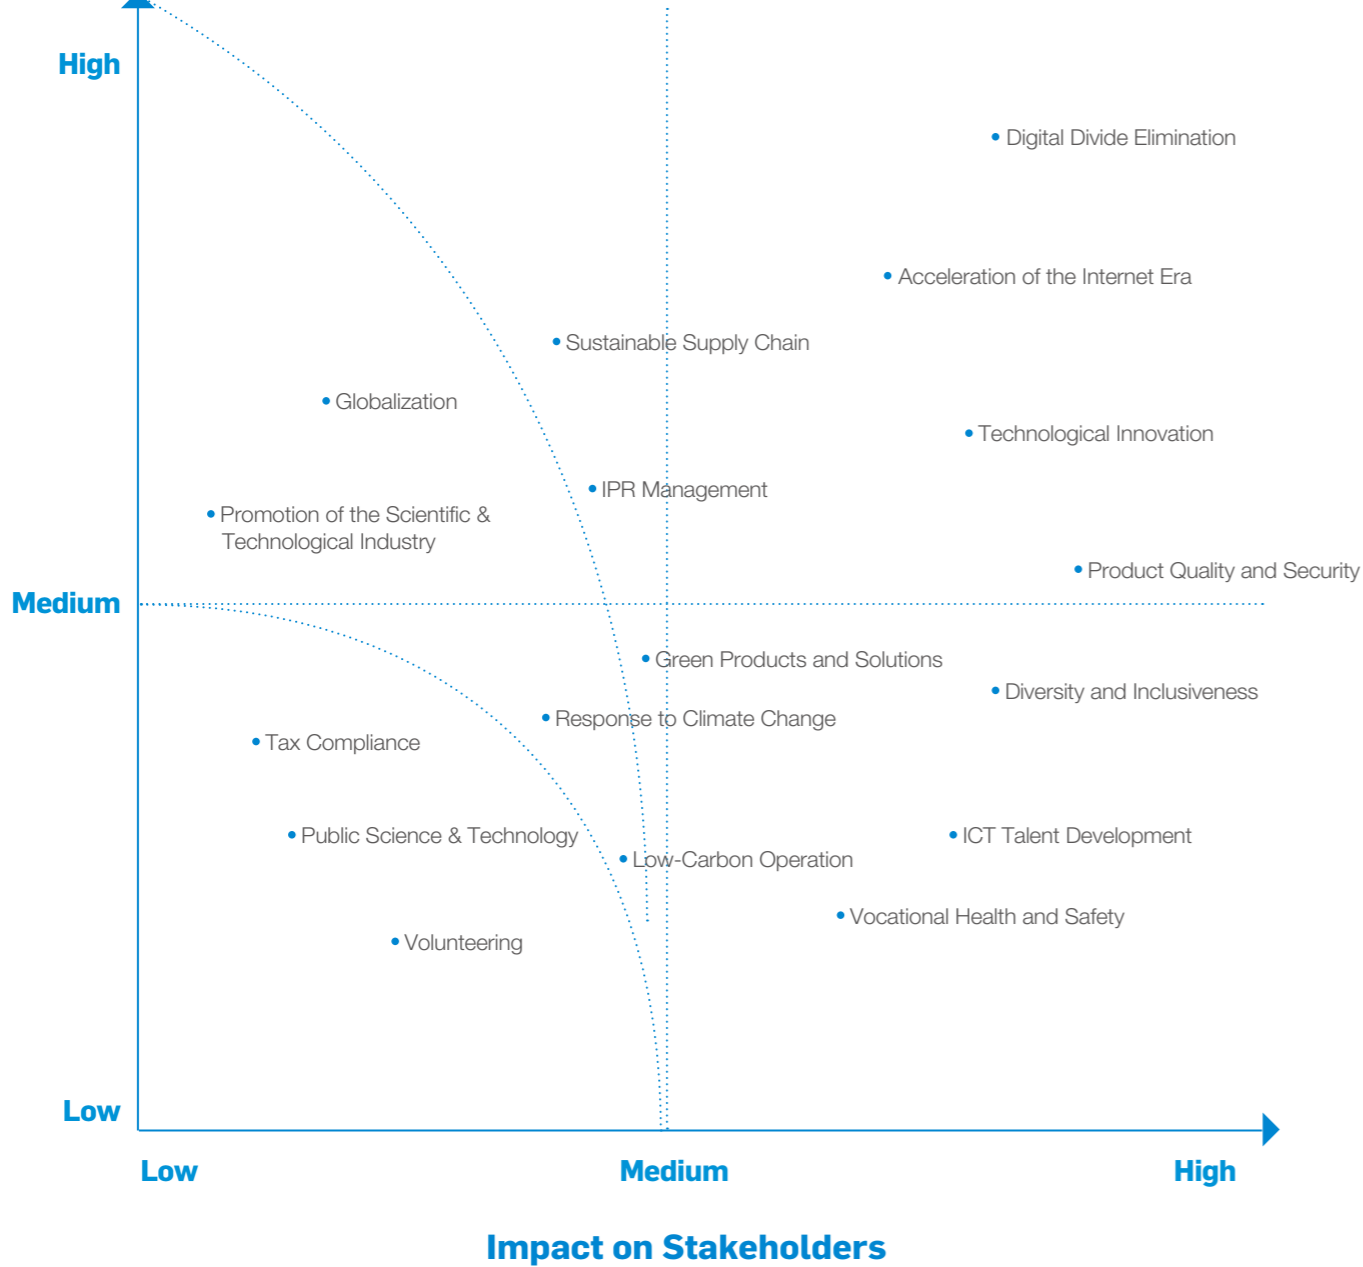 High
Digital Divide Elimination
Acceleration of the Internet Era
Sustainable Supply Chain
Globalization
Technological Innovation
IPR Management
Promotion of the Scientific &
Technological Industry
Product Quality and Security
Medium
Green Products and Solutions
Diversity and Inclusiveness
Response to Climate Change
Tax Compliance
Public Science & Technology
ICT Talent Development
Low-Carbon Operation
Vocational Health and Safety
Volunteering
Low
Low
Medium
High
Impact on Stakeholders